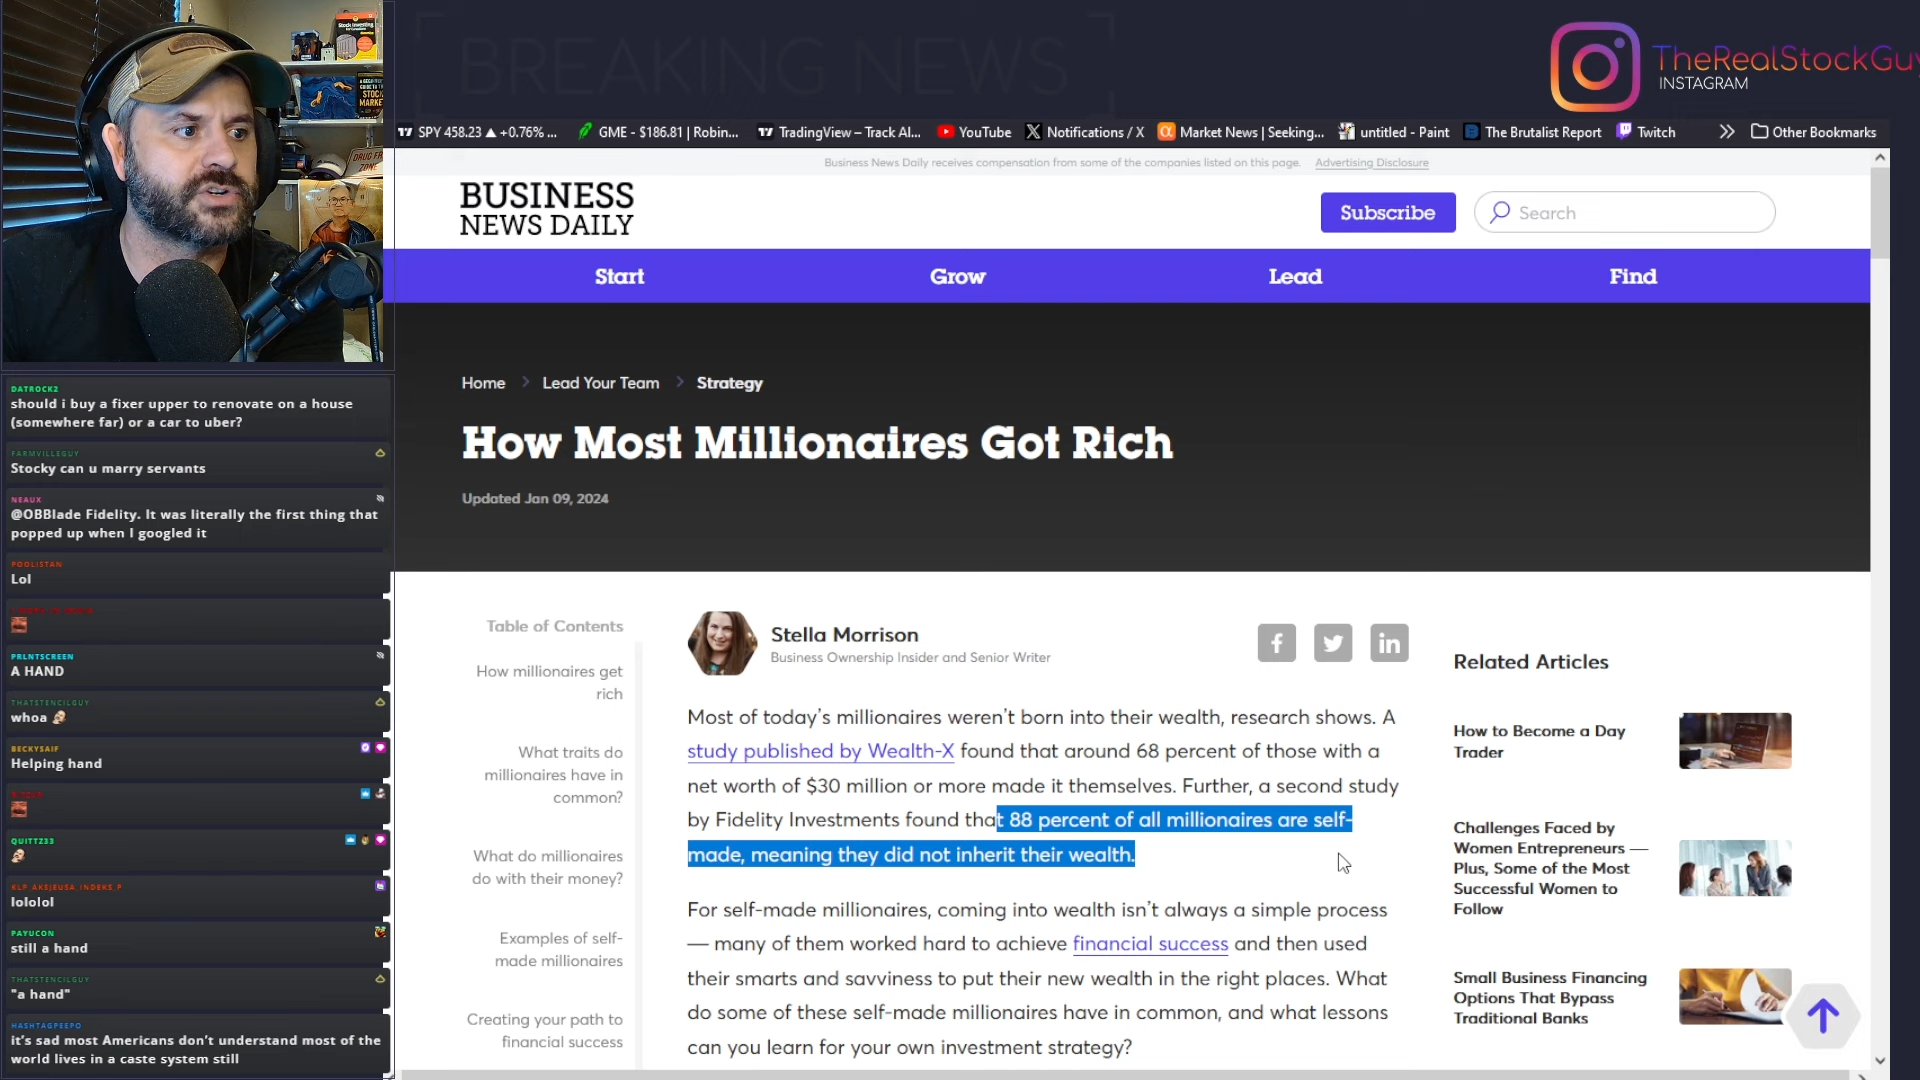 BREAKING NEWS
TheRealStockGuy
INSTAGRAM
SPY 458.23 ▲ +0.76% ...
GME - $186.81 | Robin...
TradingView – Track Al...
YouTube
Notifications / X
Market News | Seeking...
untitled - Paint
The Brutalist Report
Twitch
Other Bookmarks
Business News Daily receives compensation from some of the companies listed on this page. Advertising Disclosure
BUSINESS
NEWS DAILY
Subscribe
Search
Start
Grow
Lead
Find
Home > Lead Your Team > Strategy
How Most Millionaires Got Rich
Updated Jan 09, 2024
Table of Contents
How millionaires get
rich
What traits do
millionaires have in
common?
What do millionaires
do with their money?
Examples of self-
made millionaires
Creating your path to
financial success
Stella Morrison
Business Ownership Insider and Senior Writer
Most of today's millionaires weren't born into their wealth, research shows. A
study published by Wealth-X found that around 68 percent of those with a
net worth of $30 million or more made it themselves. Further, a second study
by Fidelity Investments found that 88 percent of all millionaires are self-
made, meaning they did not inherit their wealth.
For self-made millionaires, coming into wealth isn't always a simple process
— many of them worked hard to achieve financial success and then used
their smarts and savviness to put their new wealth in the right places. What
do some of these self-made millionaires have in common, and what lessons
can you learn for your own investment strategy?
Related Articles
How to Become a Day
Trader
Challenges Faced by
Women Entrepreneurs —
Plus, Some of the Most
Successful Women to
Follow
Small Business Financing
Options That Bypass
Traditional Banks
DATROCK2
should i buy a fixer upper to renovate on a house
(somewhere far) or a car to uber?
FARMVILLEGUY
Stocky can u marry servants
NEAUX
@OBBlade Fidelity. It was literally the first thing that
popped up when I googled it
POOLISTAN
Lol
PRLNTSCREEN
A HAND
THATSTENCILGUY
whoa
BECKYSAIF
Helping hand
QUITTZ33
lololol
PAYUCON
still a hand
THATSTENCILGUY
"a hand"
HASHTAGPEEPO
it's sad most Americans don't understand most of the
world lives in a caste system still